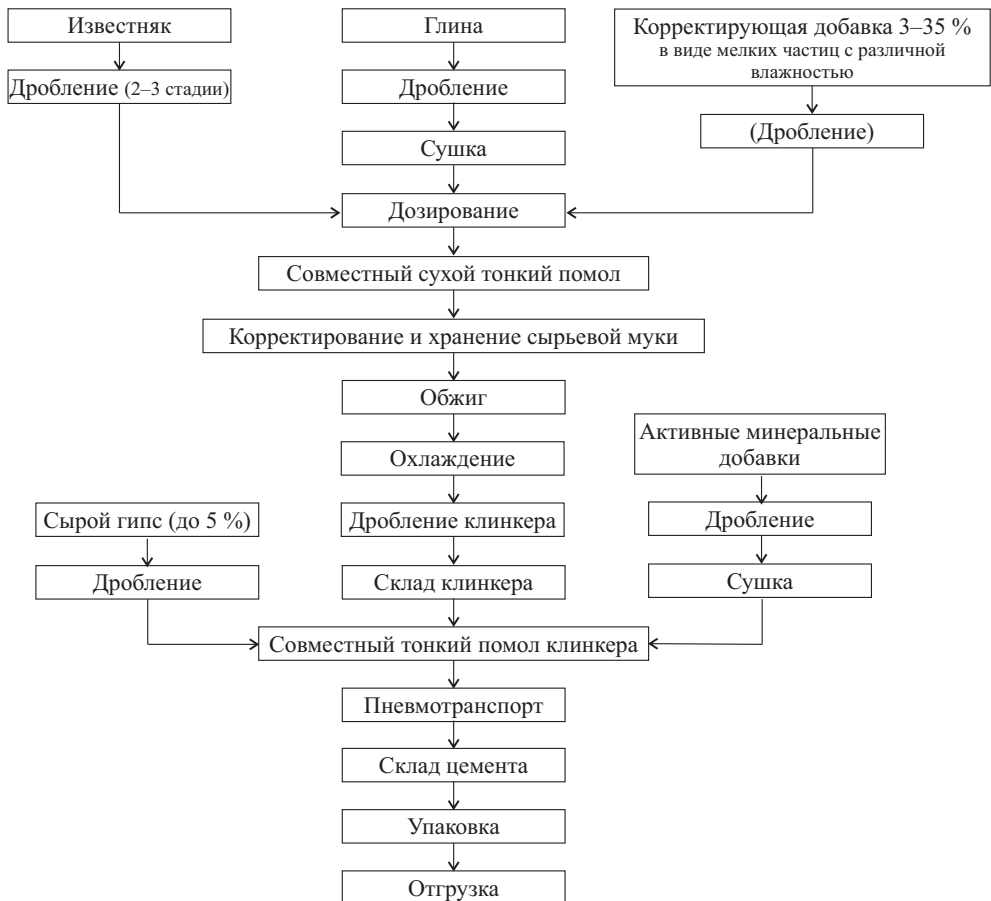 Известняк
Глина
Корректирующая добавка 3–35 %
в виде мелких частиц с различной
влажностью
Дробление (2–3 стадии)
Дробление
(Дробление)
Сушка
Дозирование
Совместный сухой тонкий помол
Корректирование и хранение сырьевой муки
Обжиг
Активные минеральные
добавки
Охлаждение
Сырой гипс (до 5 %)
Дробление клинкера
Дробление
Дробление
Склад клинкера
Сушка
Совместный тонкий помол клинкера
Пневмотранспорт
Склад цемента
Упаковка
Отгрузка